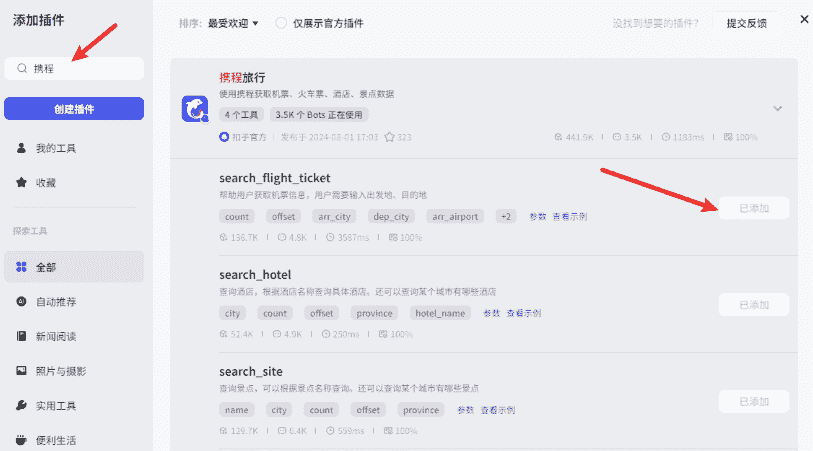 添加插件
排序: 最受欢迎 仅展示官方插件
没找到想要的插件? 提交反馈
携程
创建插件
我的工具
收藏
探索工具
全部
自动推荐
新闻阅读
照片与摄影
实用工具
便利生活
携程旅行
使用携程获取机票、火车票、酒店、景点数据
4 个工具 3.5K 个 Bots 正在使用
扣子官方 发布于 2024-08-01 17:03 323
441.9K 3.5K 1183ms 100%
search_flight_ticket
帮助用户获取机票信息,用户需要输入出发地、目的地
count offset arr_city dep_city arr_airport +2 参数 查看示例
4.8K 3587ms 100%
已添加
search_hotel
查询酒店,根据酒店名称查询具体酒店。还可以查询某个城市有哪些酒店
city count offset province hotel_name 参数 查看示例
52.4K 4.9K 250ms 100%
已添加
search_site
查询景点,可以根据景点名称查询。还可以查询某个城市有哪些景点
name city count offset province 参数 查看示例
129.7K 6.4K 559ms 100%
已添加